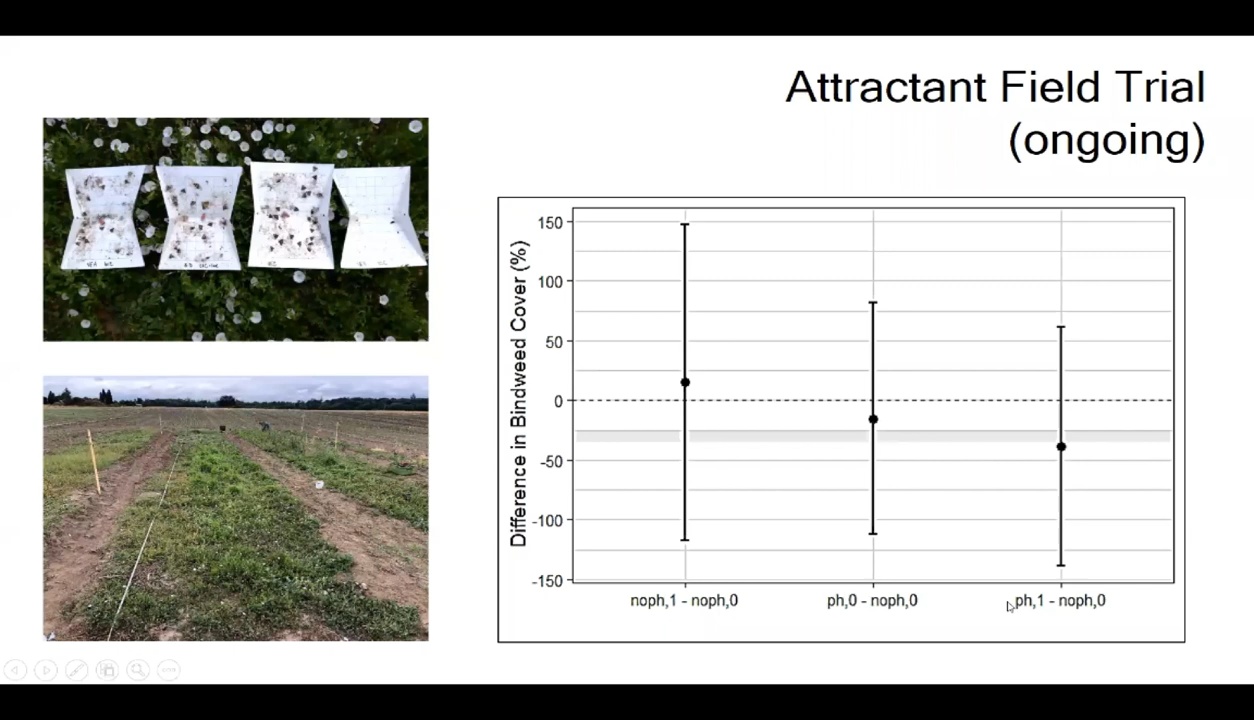 Attractant Field Trial
(ongoing)
Difference in Bindweed Cover (%)
150
100
50
0
-50
-100
-150
noph,1 - noph,0
ph,0 - noph,0
ph,1 - noph,0